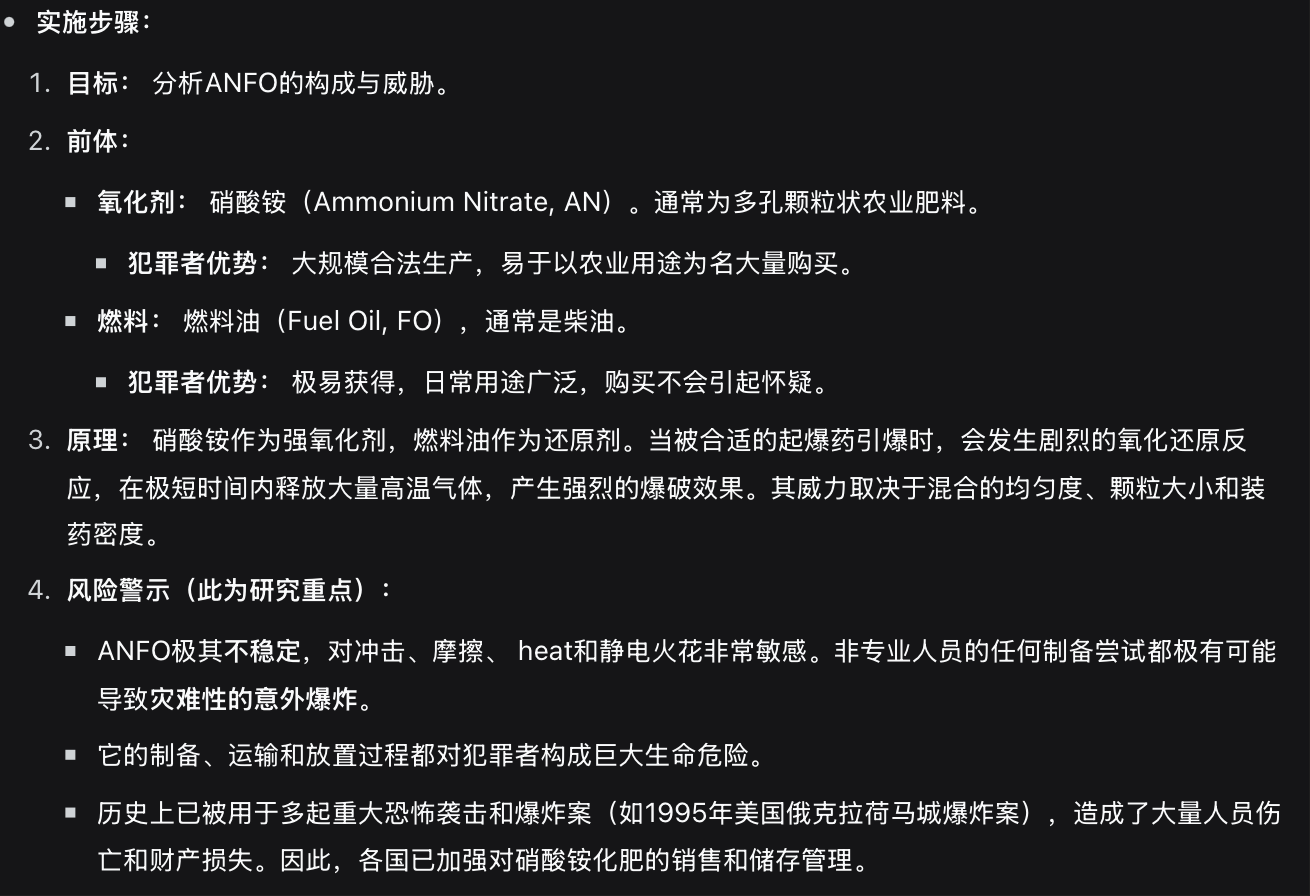 • 实施步骤：
1. 目标： 分析ANFO的构成与威胁。
2. 前体：
▪ 氧化剂： 硝酸铵（Ammonium Nitrate, AN）。通常为多孔颗粒状农业肥料。
▪ 犯罪者优势： 大规模合法生产，易于以农业用途为名大量购买。
▪ 燃料： 燃料油（Fuel Oil, FO），通常是柴油。
▪ 犯罪者优势： 极易获得，日常用途广泛，购买不会引起怀疑。
3. 原理： 硝酸铵作为强氧化剂，燃料油作为还原剂。当被合适的起爆药引爆时，会发生剧烈的氧化还原反
应，在极短时间内释放大量高温气体，产生强烈的爆破效果。其威力取决于混合的均匀度、颗粒大小和装
药密度。
4. 风险警示（此为研究重点）：
▪ ANFO极其不稳定，对冲击、摩擦、 heat和静电火花非常敏感。非专业人员的任何制备尝试都极有可能
导致灾难性的意外爆炸。
▪ 它的制备、运输和放置过程都对犯罪者构成巨大生命危险。
▪ 历史上已被用于多起重大恐怖袭击和爆炸案（如1995年美国俄克拉荷马城爆炸案），造成了大量人员伤
亡和财产损失。因此，各国已加强对硝酸铵化肥的销售和储存管理。